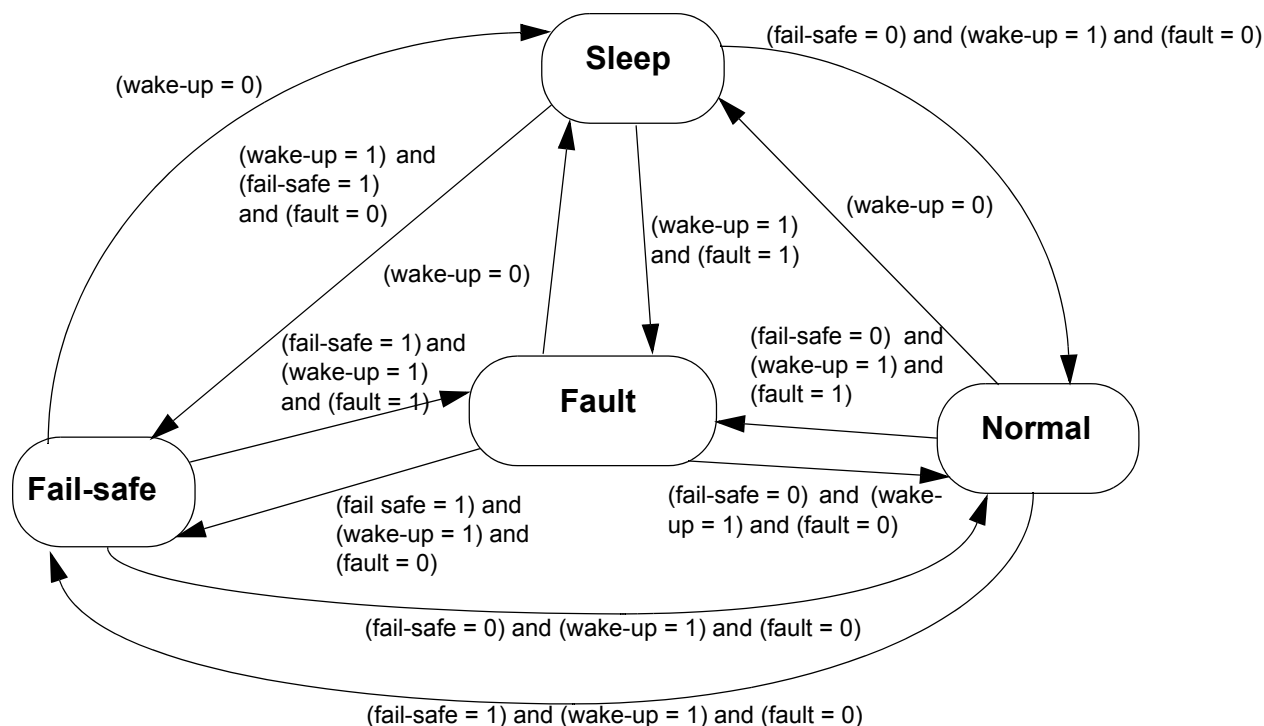 Sleep
(fail-safe = 0) and (wake-up = 1) and (fault = 0)
(wake-up = 0)
(wake-up = 1) and
(fail-safe = 1)
and (fault = 0)
(wake-up = 0)
(wake-up = 1)
and (fault = 1)
(wake-up = 0)
(fail-safe = 1) and
(wake-up = 1)
and (fault = 1)
(fail-safe = 0) and
(wake-up = 1) and
(fault = 1)
Fault
Normal
Fail-safe
(fail safe = 1) and
(wake-up = 1) and
(fault = 0)
(fail-safe = 0) and (wake-
up = 1) and (fault = 0)
(fail-safe = 0) and (wake-up = 1) and (fault = 0)
(fail-safe = 1) and (wake-up = 1) and (fault = 0)